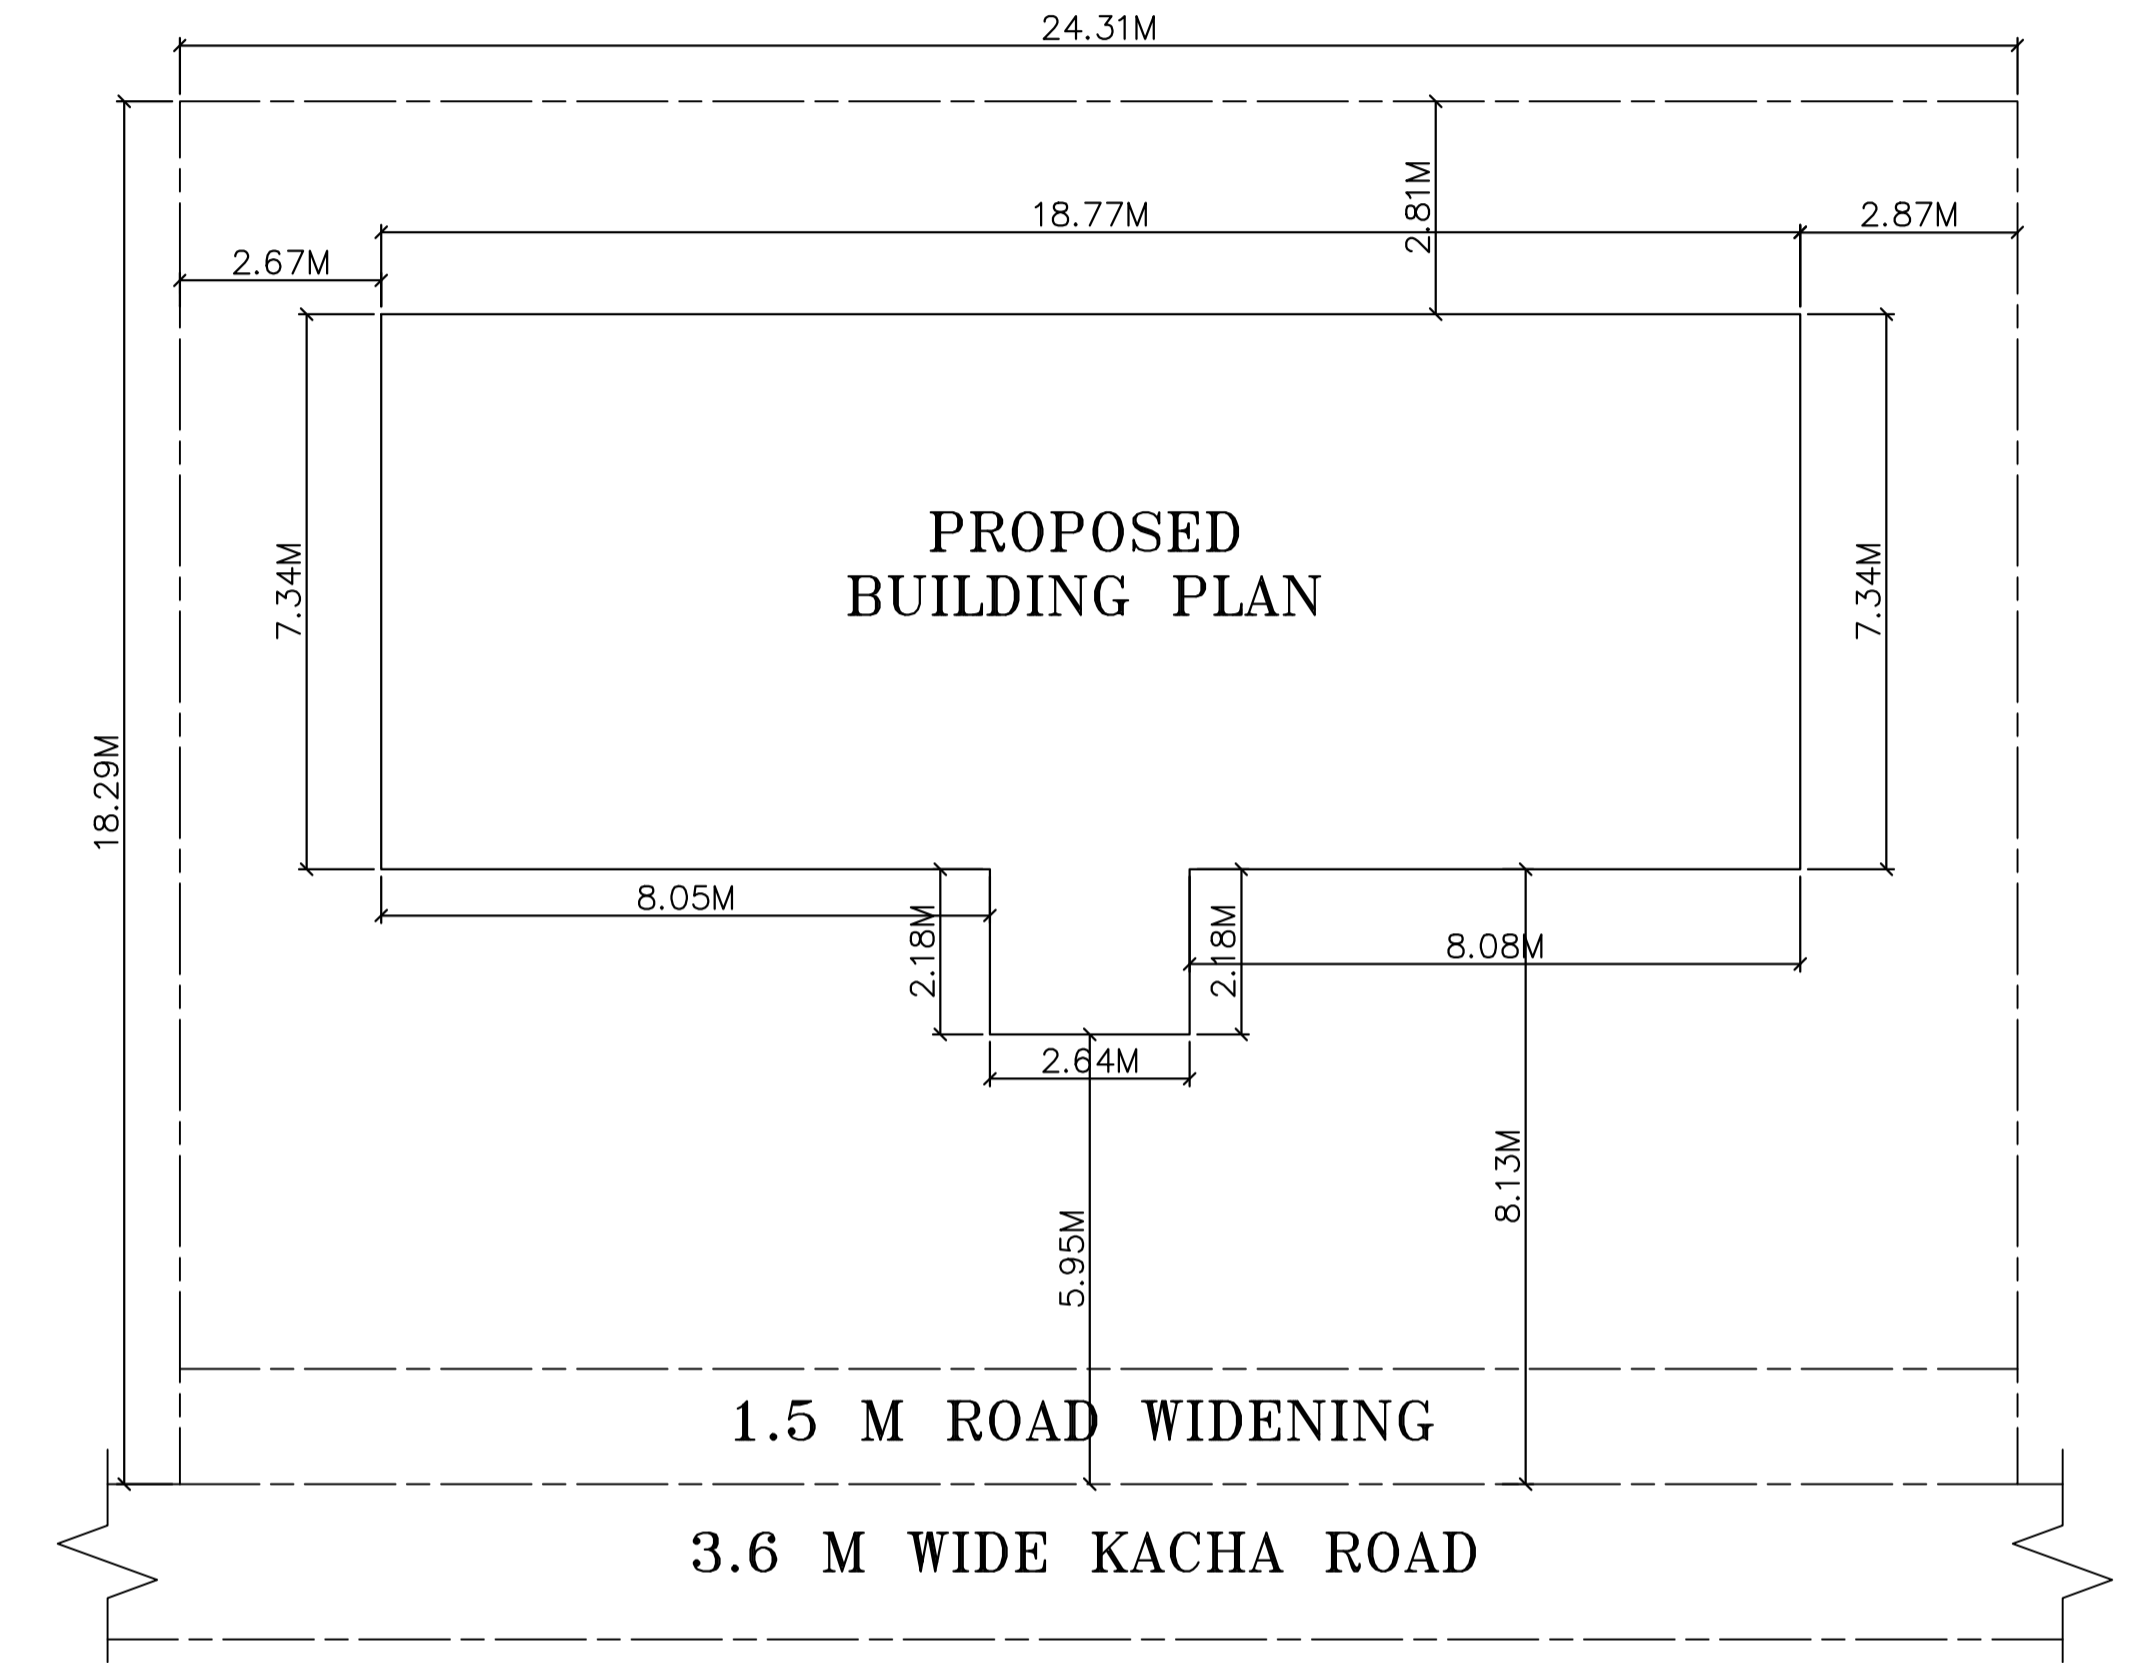 24.31M
2.81M
18.77M
2.87M
2.67M
PROPOSED
BUILDING PLAN
7.34M
7.34M
18.29M
8.05M
2.18M
2.18M
8.08M
2.64M
8.13M
5.95M
1.5 M ROAD WIDENING
3.6 M WIDE KACHA ROAD